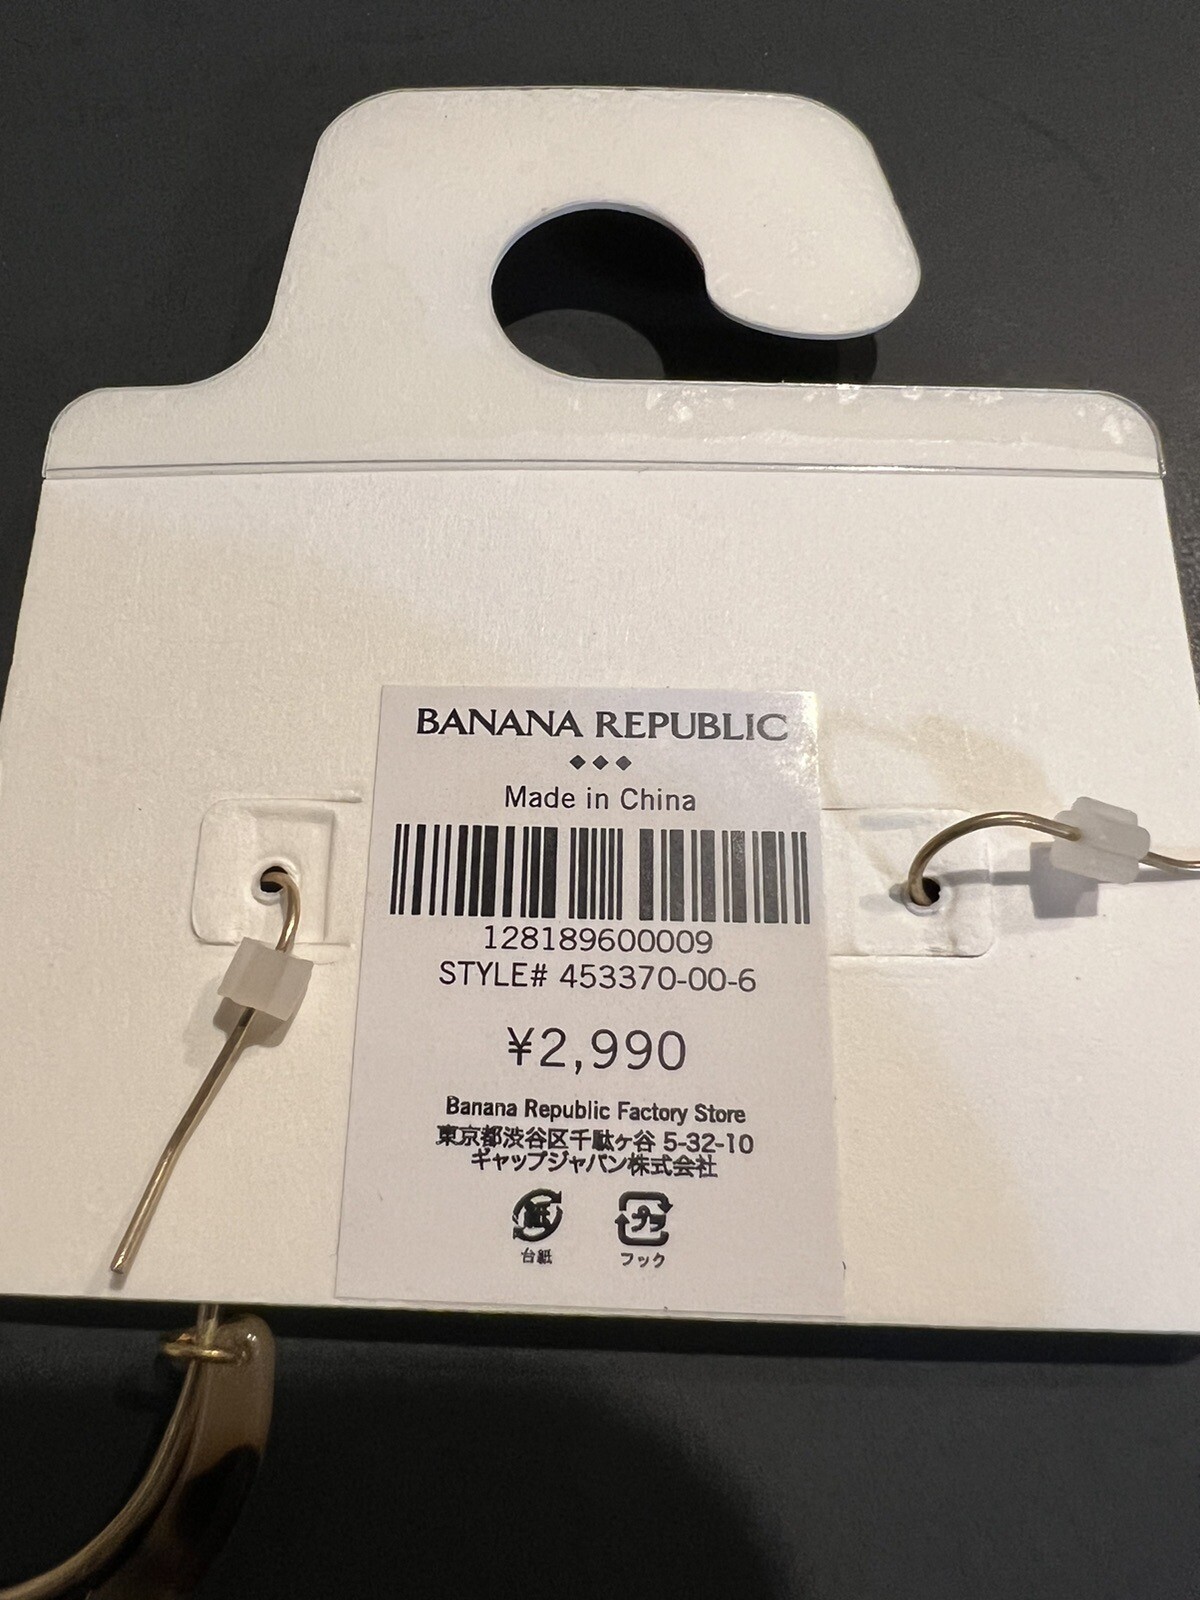 BANANA REPUBLIC
Made in China
128189600009
STYLE# 453370-00-6
¥2,990
Banana Republic Factory Store
東京都渋谷区千駄ヶ谷 5-32-10
ギャップジャパン株式会社
紙 プラ
台紙 フック